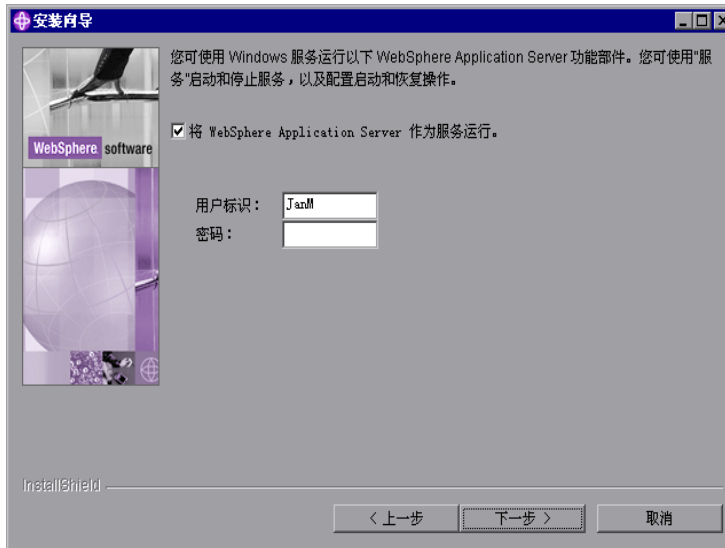 安装向导
您可使用 Windows 服务运行以下 WebSphere Application Server 功能部件。您可使用"服
务"启动和停止服务，以及配置启动和恢复操作。
WebSphere software
将 WebSphere Application Server 作为服务运行。
用户标识：
JanM
密码：
InstallShield
< 上一步
下一步 >
取消